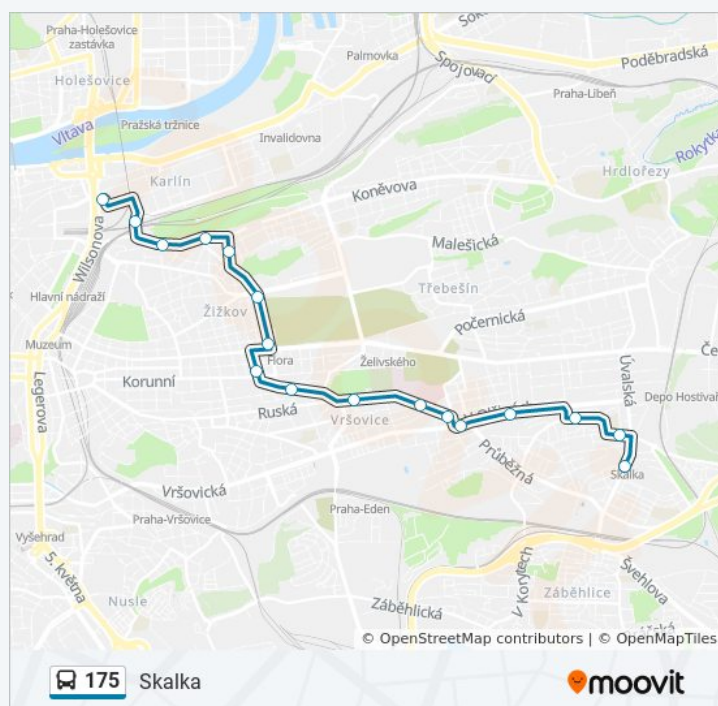 Praha-Holešovice
zastávka
Holešovice
Vltava
Pražská tržnice
Palmovka
Spojovací
Poděbradská
Praha-Libeň
Invalidovna
Karlín
Rokytka
Hrdlořezy
Koněvova
Wilsonova
Malešická
Třebešín
Hlavní nádraží
Žižkov
Počernická
Muzeum
Flora
Želivského
Úvalská
Legerova
Korunní
Ruská
Vršovice
Depo Hostivař
Průběžná
Skalka
Vršovická
Praha-Vršovice
Praha-Eden
Vyšehrad
5. května
Nusle
V Korytech
Záběhlice
Švehlova
Záběhlická
© OpenStreetMap contributors | © OpenMapTiles
175 Skalka
moovit